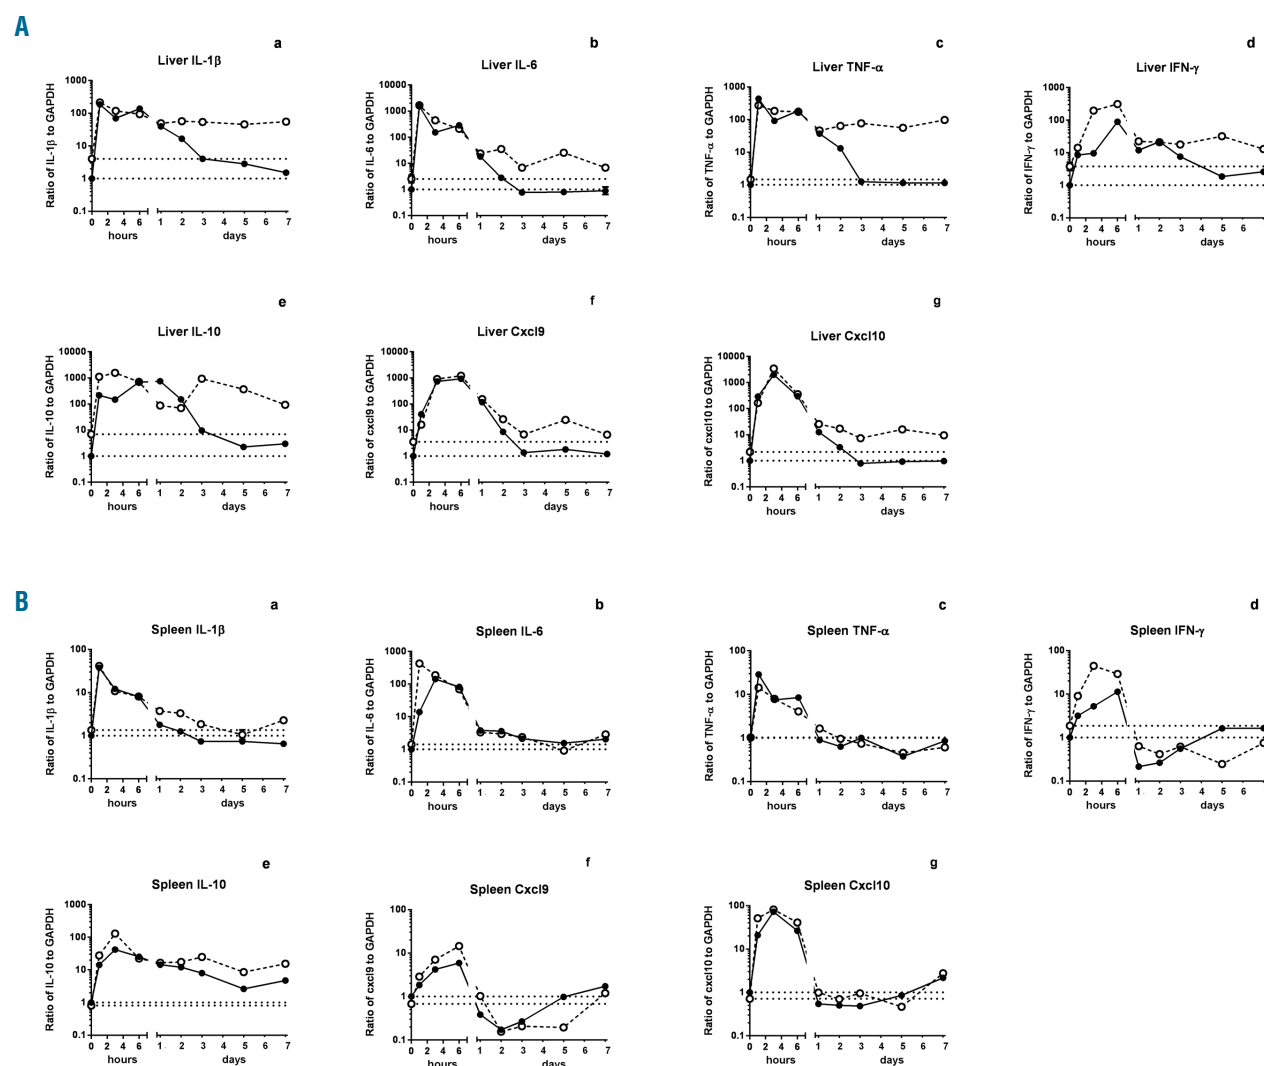 A
a b c d
Liver IL-1β Liver IL-6 Liver TNF-α Liver IFN-γ
Ratio of IL-1β to GAPDH
1000
100
10
1
0.1
0 2 4 6 1 2 3 4 5 6 7
hours days
Ratio of IL-6 to GAPDH
10000
1000
100
10
1
0.1
0 2 4 6 1 2 3 4 5 6 7
hours days
Ratio of TNF-α to GAPDH
1000
100
10
1
0.1
0 2 4 6 1 2 3 4 5 6 7
hours days
Ratio of IFN-γ to GAPDH
1000
100
10
1
0.1
0 2 4 6 1 2 3 4 5 6 7
hours days
e f g
Liver IL-10 Liver Cxcl9 Liver Cxcl10
Ratio of IL-10 to GAPDH
10000
1000
100
10
1
0.1
0 2 4 6 1 2 3 4 5 6 7
hours days
Ratio of cxcl9 to GAPDH
10000
1000
100
10
1
0.1
0 2 4 6 1 2 3 4 5 6 7
hours days
Ratio of cxcl10 to GAPDH
10000
1000
100
10
1
0.1
0 2 4 6 1 2 3 4 5 6 7
hours days
B
a b c d
Spleen IL-1β Spleen IL-6 Spleen TNF-α Spleen IFN-γ
Ratio of IL-1β to GAPDH
100
10
1
0.1
0 2 4 6 1 2 3 4 5 6 7
hours days
Ratio of IL-6 to GAPDH
1000
100
10
1
0.1
0 2 4 6 1 2 3 4 5 6 7
hours days
Ratio of TNF-α to GAPDH
100
10
1
0.1
0 2 4 6 1 2 3 4 5 6 7
hours days
Ratio of IFN-γ to GAPDH
100
10
1
0.1
0 2 4 6 1 2 3 4 5 6 7
hours days
e f g
Spleen IL-10 Spleen Cxcl9 Spleen Cxcl10
Ratio of IL-10 to GAPDH
1000
100
10
1
0.1
0 2 4 6 1 2 3 4 5 6 7
hours days
Ratio of cxcl9 to GAPDH
100
10
1
0.1
0 2 4 6 1 2 3 4 5 6 7
hours days
Ratio of cxcl10 to GAPDH
100
10
1
0.1
0 2 4 6 1 2 3 4 5 6 7
hours days